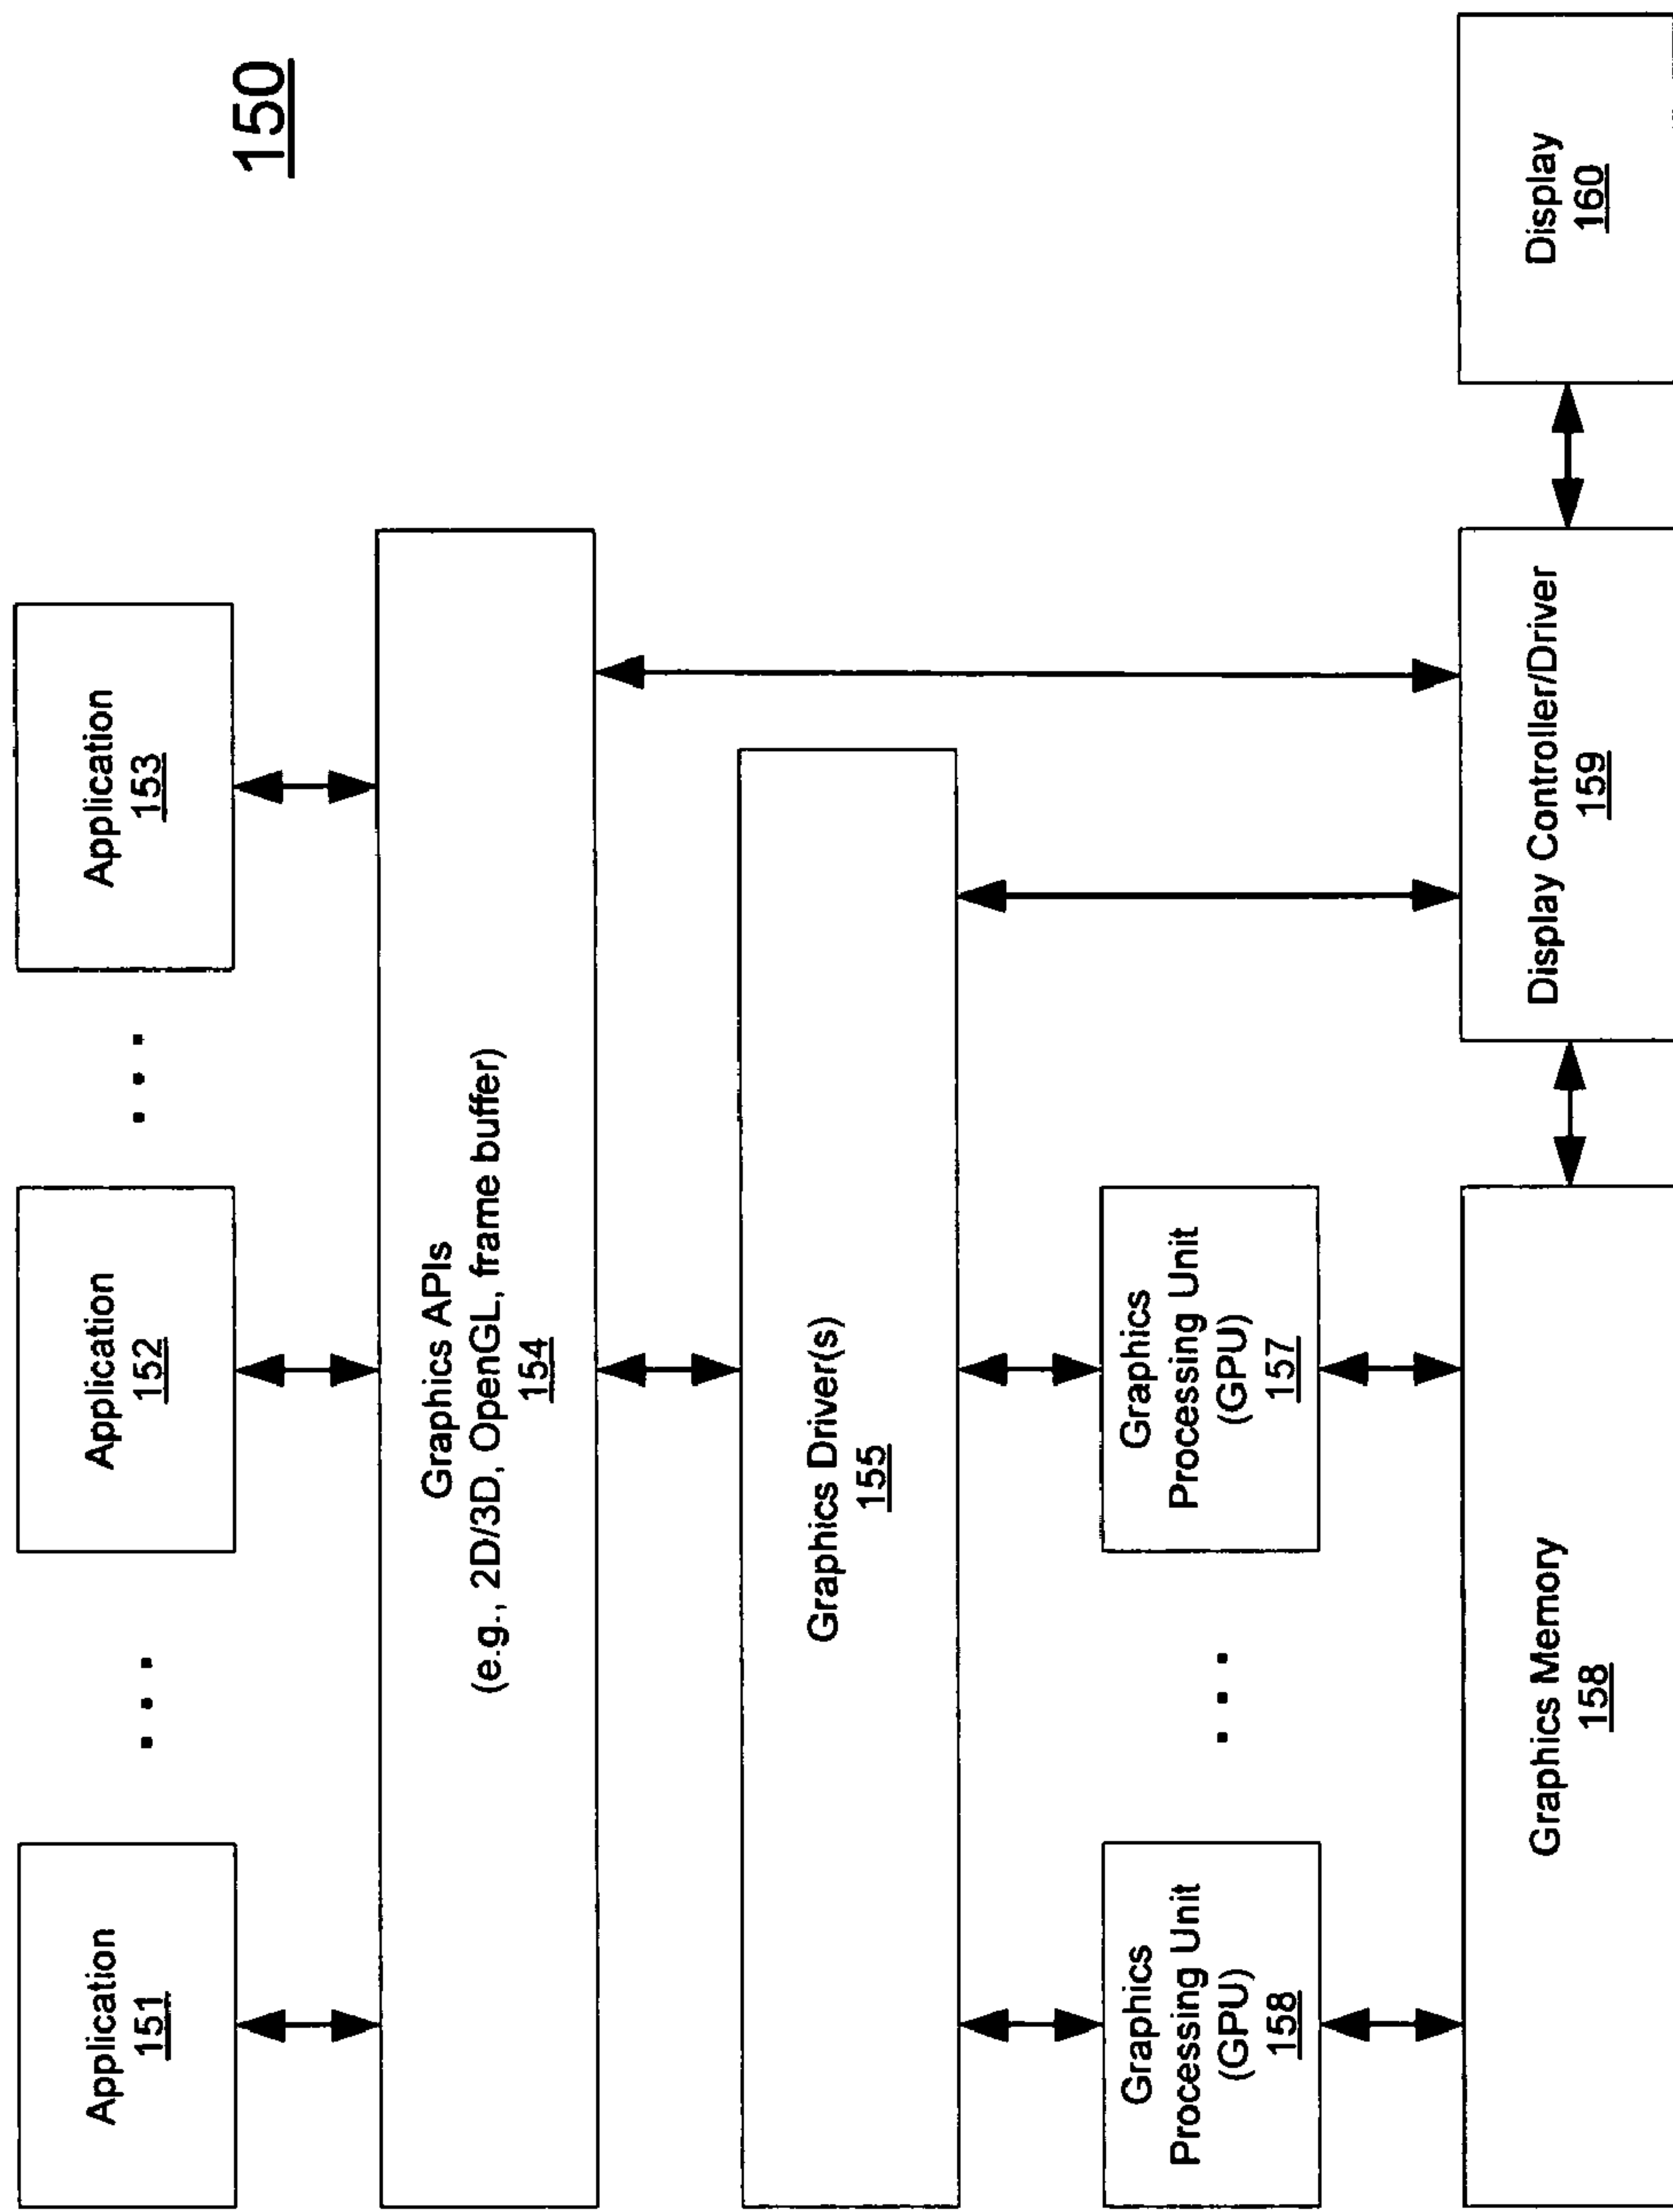 150
Application
151
Application
152
Application
153
Graphics APIs
(e.g., 2D/3D, OpenGL, frame buffer)
154
Graphics Driver(s)
155
Graphics
Processing Unit
(GPU)
158
Graphics
Processing Unit
(GPU)
157
Graphics Memory
158
Display Controller/Driver
159
Display
160